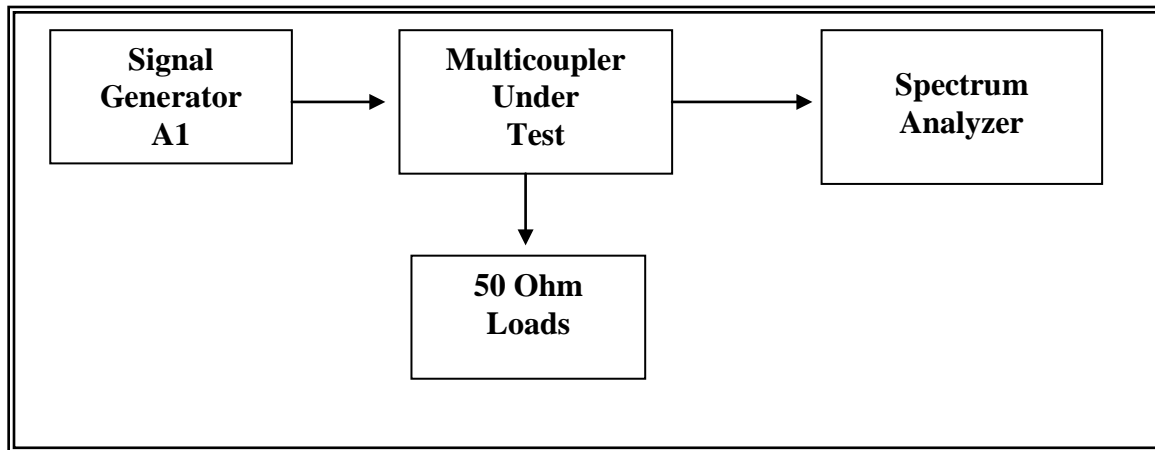 Signal
Generator
A1
Multicoupler
Under
Test
Spectrum
Analyzer
50 Ohm
Loads